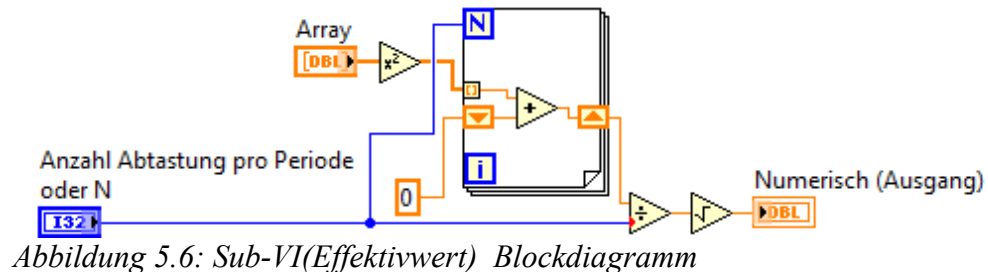 Array
[DBL]
x²
N
+
i
Anzahl Abtastung pro Periode
oder N
I32
0
÷
√
Numerisch (Ausgang)
DBL
Abbildung 5.6: Sub-VI(Effektivwert) Blockdiagramm